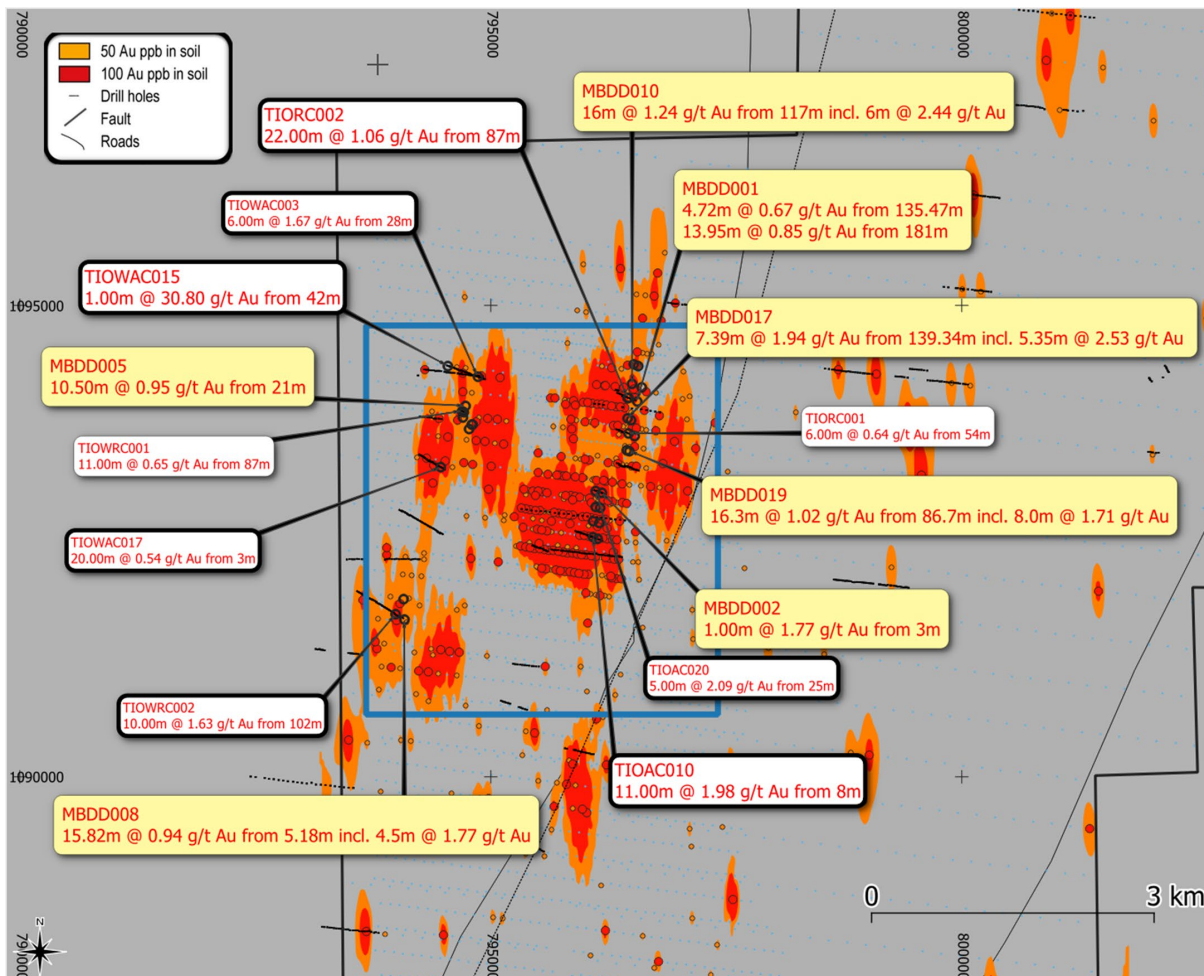 790000
795000
800000
50 Au ppb in soil
100 Au ppb in soil
Drill holes
Fault
Roads
TIORC002
22.00m @ 1.06 g/t Au from 87m
MBDD010
16m @ 1.24 g/t Au from 117m incl. 6m @ 2.44 g/t Au
MBDD001
4.72m @ 0.67 g/t Au from 135.47m
13.95m @ 0.85 g/t Au from 181m
TIOWAC003
6.00m @ 1.67 g/t Au from 28m
TIOWAC015
1.00m @ 30.80 g/t Au from 42m
1095000
MBDD017
7.39m @ 1.94 g/t Au from 139.34m incl. 5.35m @ 2.53 g/t Au
MBDD005
10.50m @ 0.95 g/t Au from 21m
TIORC001
6.00m @ 0.64 g/t Au from 54m
TIOWRC001
11.00m @ 0.65 g/t Au from 87m
MBDD019
16.3m @ 1.02 g/t Au from 86.7m incl. 8.0m @ 1.71 g/t Au
TIOWAC017
20.00m @ 0.54 g/t Au from 3m
MBDD002
1.00m @ 1.77 g/t Au from 3m
TIOAC020
5.00m @ 2.09 g/t Au from 25m
TIOWRC002
10.00m @ 1.63 g/t Au from 102m
TIOAC010
11.00m @ 1.98 g/t Au from 8m
1090000
MBDD008
15.82m @ 0.94 g/t Au from 5.18m incl. 4.5m @ 1.77 g/t Au
0
3 km
N
795000
800000